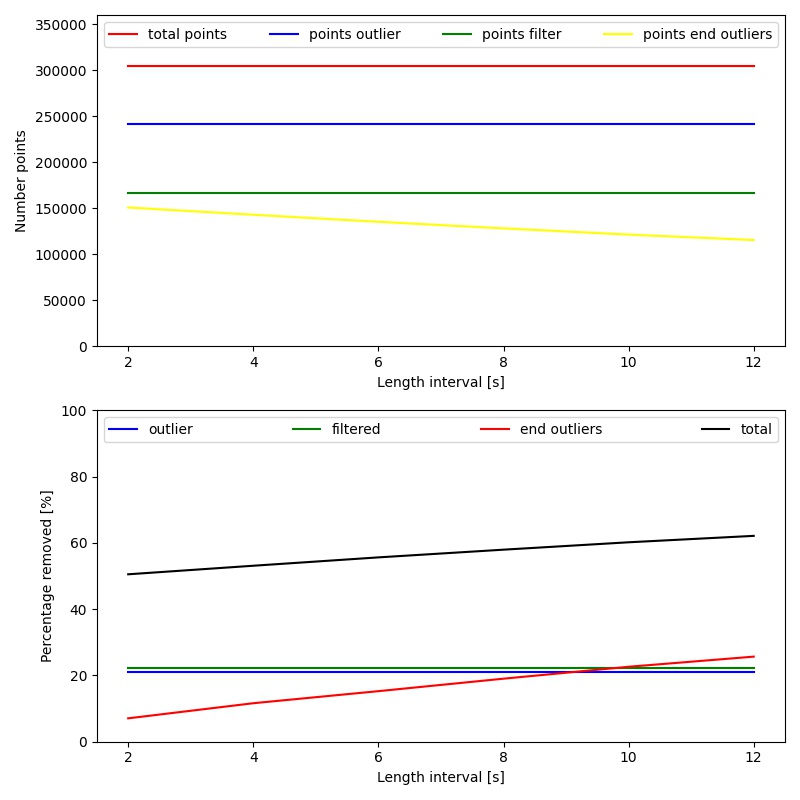 total points points outlier points filter points end outliers
350000
300000
250000
200000
150000
100000
50000
0
Number points
2 4 6 8 10 12
Length interval [s]
outlier filtered end outliers total
100
80
60
40
20
0
Percentage removed [%]
2 4 6 8 10 12
Length interval [s]